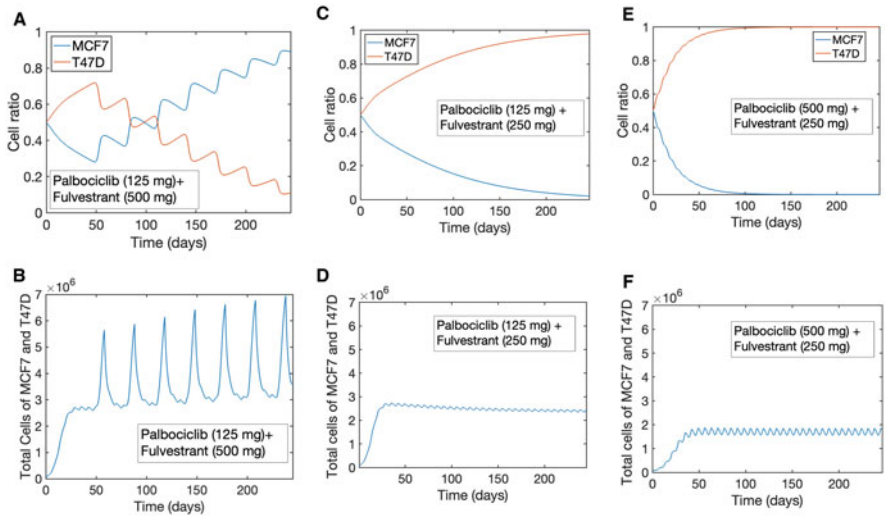 A
Cell ratio
1
0.8
0.6
0.4
0.2
0
MCF7
T47D
Palbociclib (125 mg)+
Fulvestrant (500 mg)
0 50 100 150 200
Time (days)
C
Cell ratio
1
0.8
0.6
0.4
0.2
0
MCF7
T47D
Palbociclib (125 mg) +
Fulvestrant (250 mg)
0 50 100 150 200
Time (days)
E
Cell ratio
1
0.8
0.6
0.4
0.2
0
MCF7
T47D
Palbociclib (500 mg) +
Fulvestrant (250 mg)
0 50 100 150 200
Time (days)
B
Total Cells of MCF7 and T47D
×10⁶
7
6
5
4
3
2
1
0
Palbociclib (125 mg)+
Fulvestrant (500 mg)
0 50 100 150 200
Time (days)
D
Total cells of MCF7 and T47D
×10⁶
7
6
5
4
3
2
1
Palbociclib (125 mg) +
Fulvestrant (250 mg)
50 100 150 200
Time (days)
F
Total cells of MCF7 and T47D
×10⁶
7
6
5
4
3
2
1
0
Palbociclib (500 mg) +
Fulvestrant (250 mg)
0 50 100 150 200
Time (days)